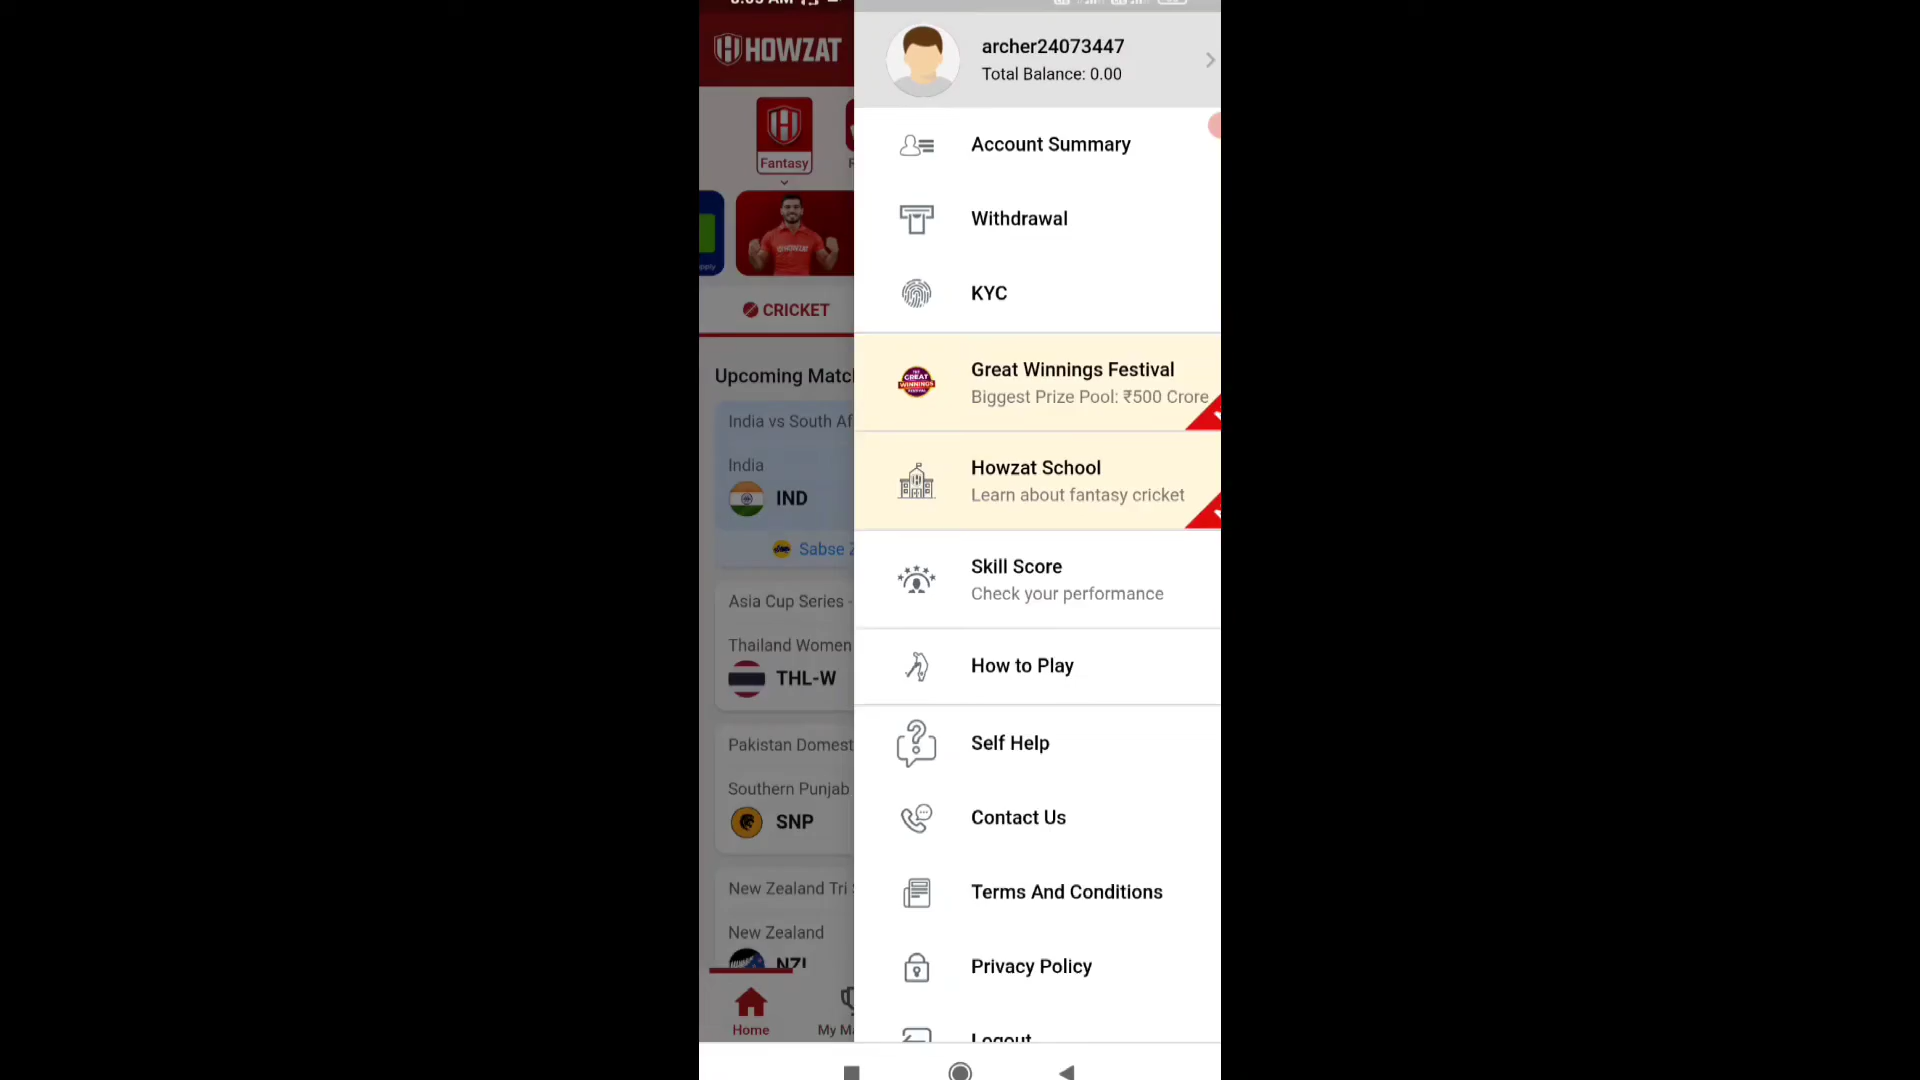 HOWZAT
Fantasy
CRICKET
Upcoming Matc
India vs South Af
India
IND
Sabse
Asia Cup Series -
Thailand Women
THL-W
Pakistan Domest
Southern Punjab
SNP
New Zealand Tri
New Zealand
NZL
Home
My M
archer24073447
Total Balance: 0.00
Account Summary
Withdrawal
KYC
GREAT WINNINGS
Great Winnings Festival
Biggest Prize Pool: ₹500 Crore
Howzat School
Learn about fantasy cricket
Skill Score
Check your performance
How to Play
Self Help
Contact Us
Terms And Conditions
Privacy Policy
Logout